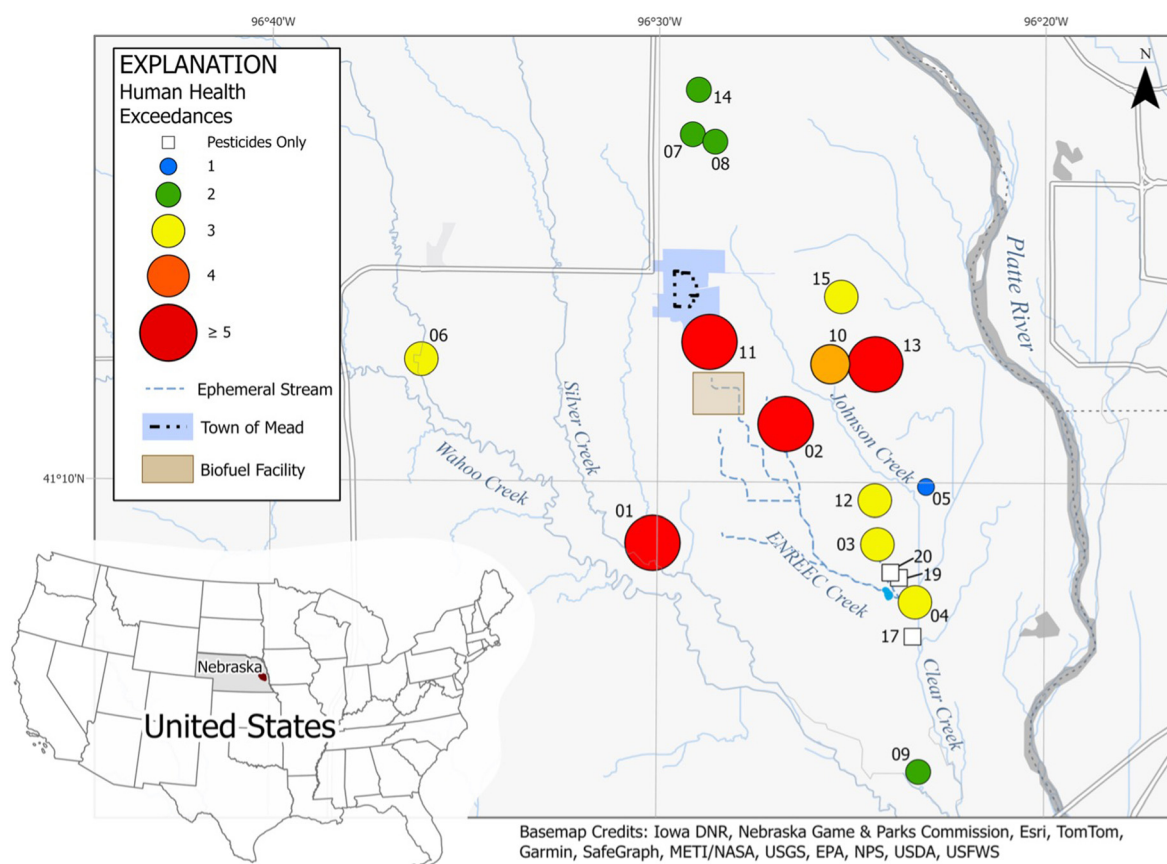 96°40'W
96°30'W
96°20'W
EXPLANATION
Human Health
Exceedances
Pesticides Only
1
2
3
4
≥ 5
Ephemeral Stream
Town of Mead
Biofuel Facility
N
14
07
08
15
10
13
11
06
02
01
12
05
03
20
19
04
17
09
Platte River
Silver Creek
Wahoo Creek
Johnson Creek
ENREEC Creek
Clear Creek
41°10'N
Nebraska
United States
Basemap Credits: Iowa DNR, Nebraska Game & Parks Commission, Esri, TomTom,
Garmin, SafeGraph, METI/NASA, USGS, EPA, NPS, USDA, USFWS